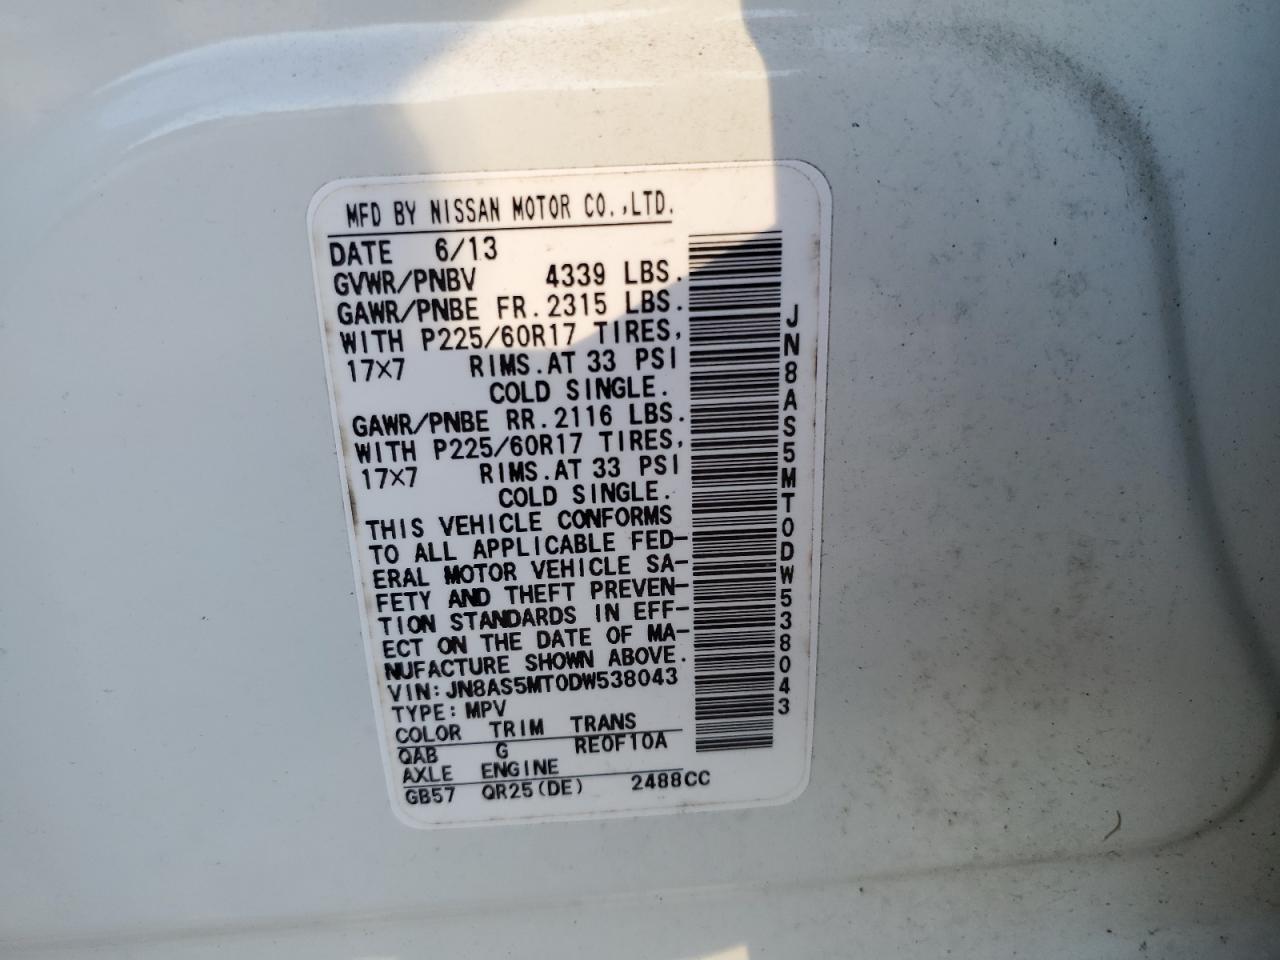 MFD BY NISSAN MOTOR CO.,LTD.
DATE 6/13
GVWR/PNBV 4339 LBS.
GAWR/PNBE FR.2315 LBS.
WITH P225/60R17 TIRES,
17×7 RIMS.AT 33 PSI
COLD SINGLE.
GAWR/PNBE RR.2116 LBS.
WITH P225/60R17 TIRES,
17×7 RIMS.AT 33 PSI
COLD SINGLE.
THIS VEHICLE CONFORMS
TO ALL APPLICABLE FED-
ERAL MOTOR VEHICLE SA-
FETY AND THEFT PREVEN-
TION STANDARDS IN EFF-
ECT ON THE DATE OF MA-
NUFACTURE SHOWN ABOVE.
VIN:JN8AS5MT0DW538043
TYPE:MPV
COLOR TRIM TRANS
QAB G RE0F10A
AXLE ENGINE
GB57 QR25(DE) 2488CC
JN8AS5MT0DW538043